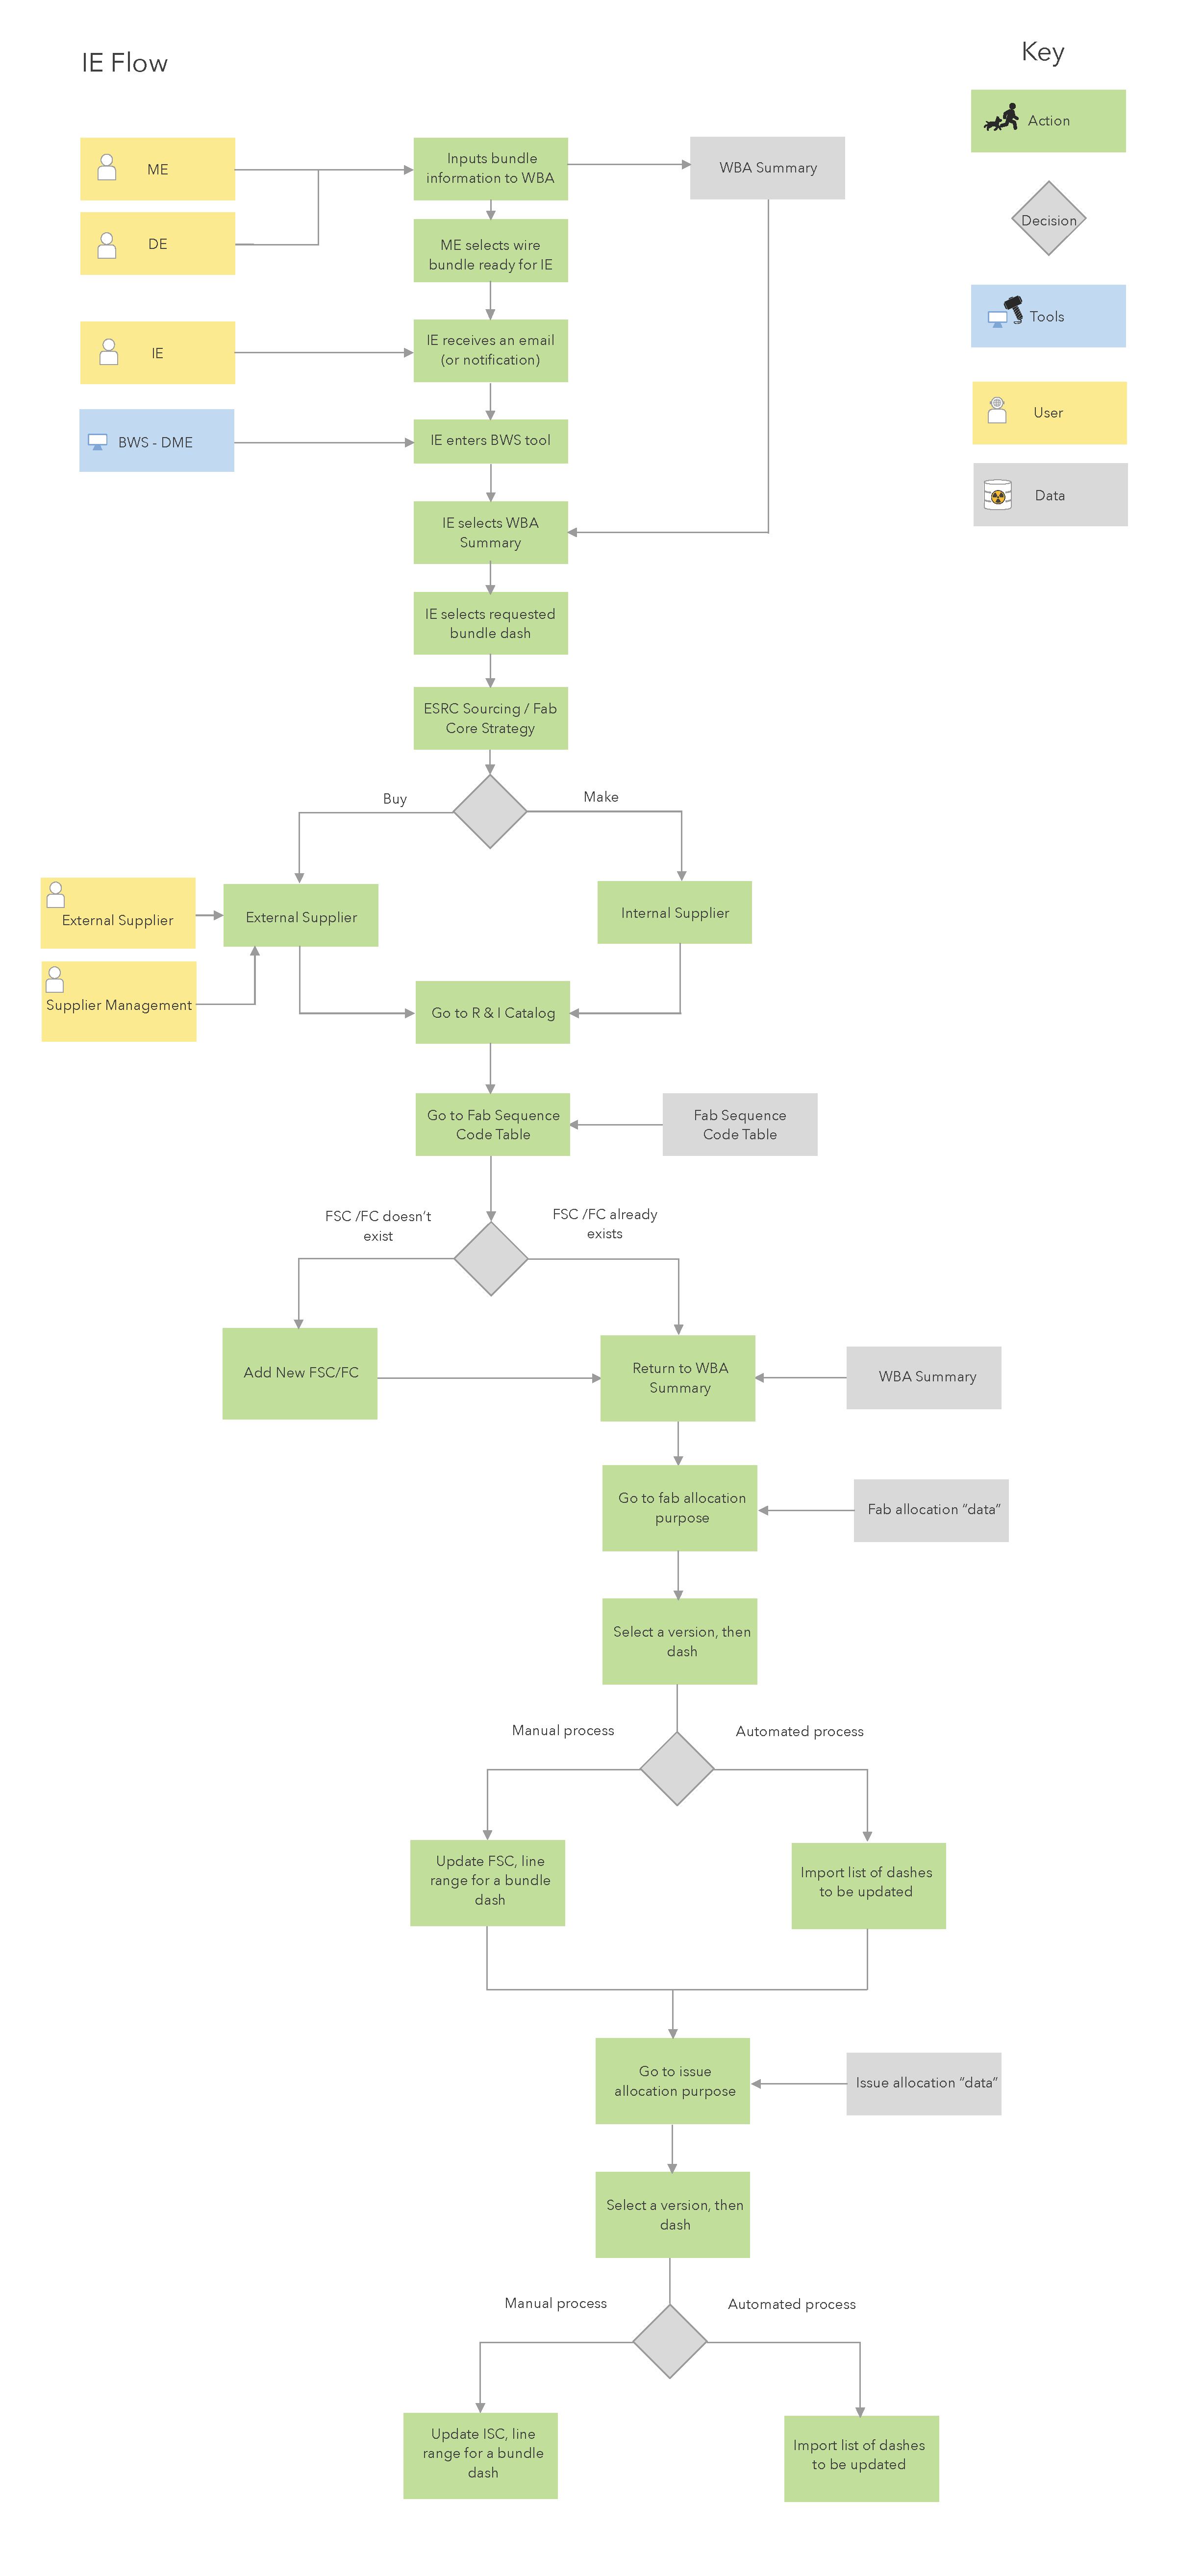 IE Flow
Key
Action
Decision
Tools
User
Data
ME
DE
IE
BWS - DME
Inputs bundle
information to WBA
WBA Summary
ME selects wire
bundle ready for IE
IE receives an email
(or notification)
IE enters BWS tool
IE selects WBA
Summary
IE selects requested
bundle dash
ESRC Sourcing / Fab
Core Strategy
Buy
Make
External Supplier
Supplier Management
External Supplier
Internal Supplier
Go to R & I Catalog
Go to Fab Sequence
Code Table
Fab Sequence
Code Table
FSC /FC doesn't
exist
FSC /FC already
exists
Add New FSC/FC
Return to WBA
Summary
WBA Summary
Go to fab allocation
purpose
Fab allocation “data”
Select a version, then
dash
Manual process
Automated process
Update FSC, line
range for a bundle
dash
Import list of dashes
to be updated
Go to issue
allocation purpose
Issue allocation “data”
Select a version, then
dash
Manual process
Automated process
Update ISC, line
range for a bundle
dash
Import list of dashes
to be updated